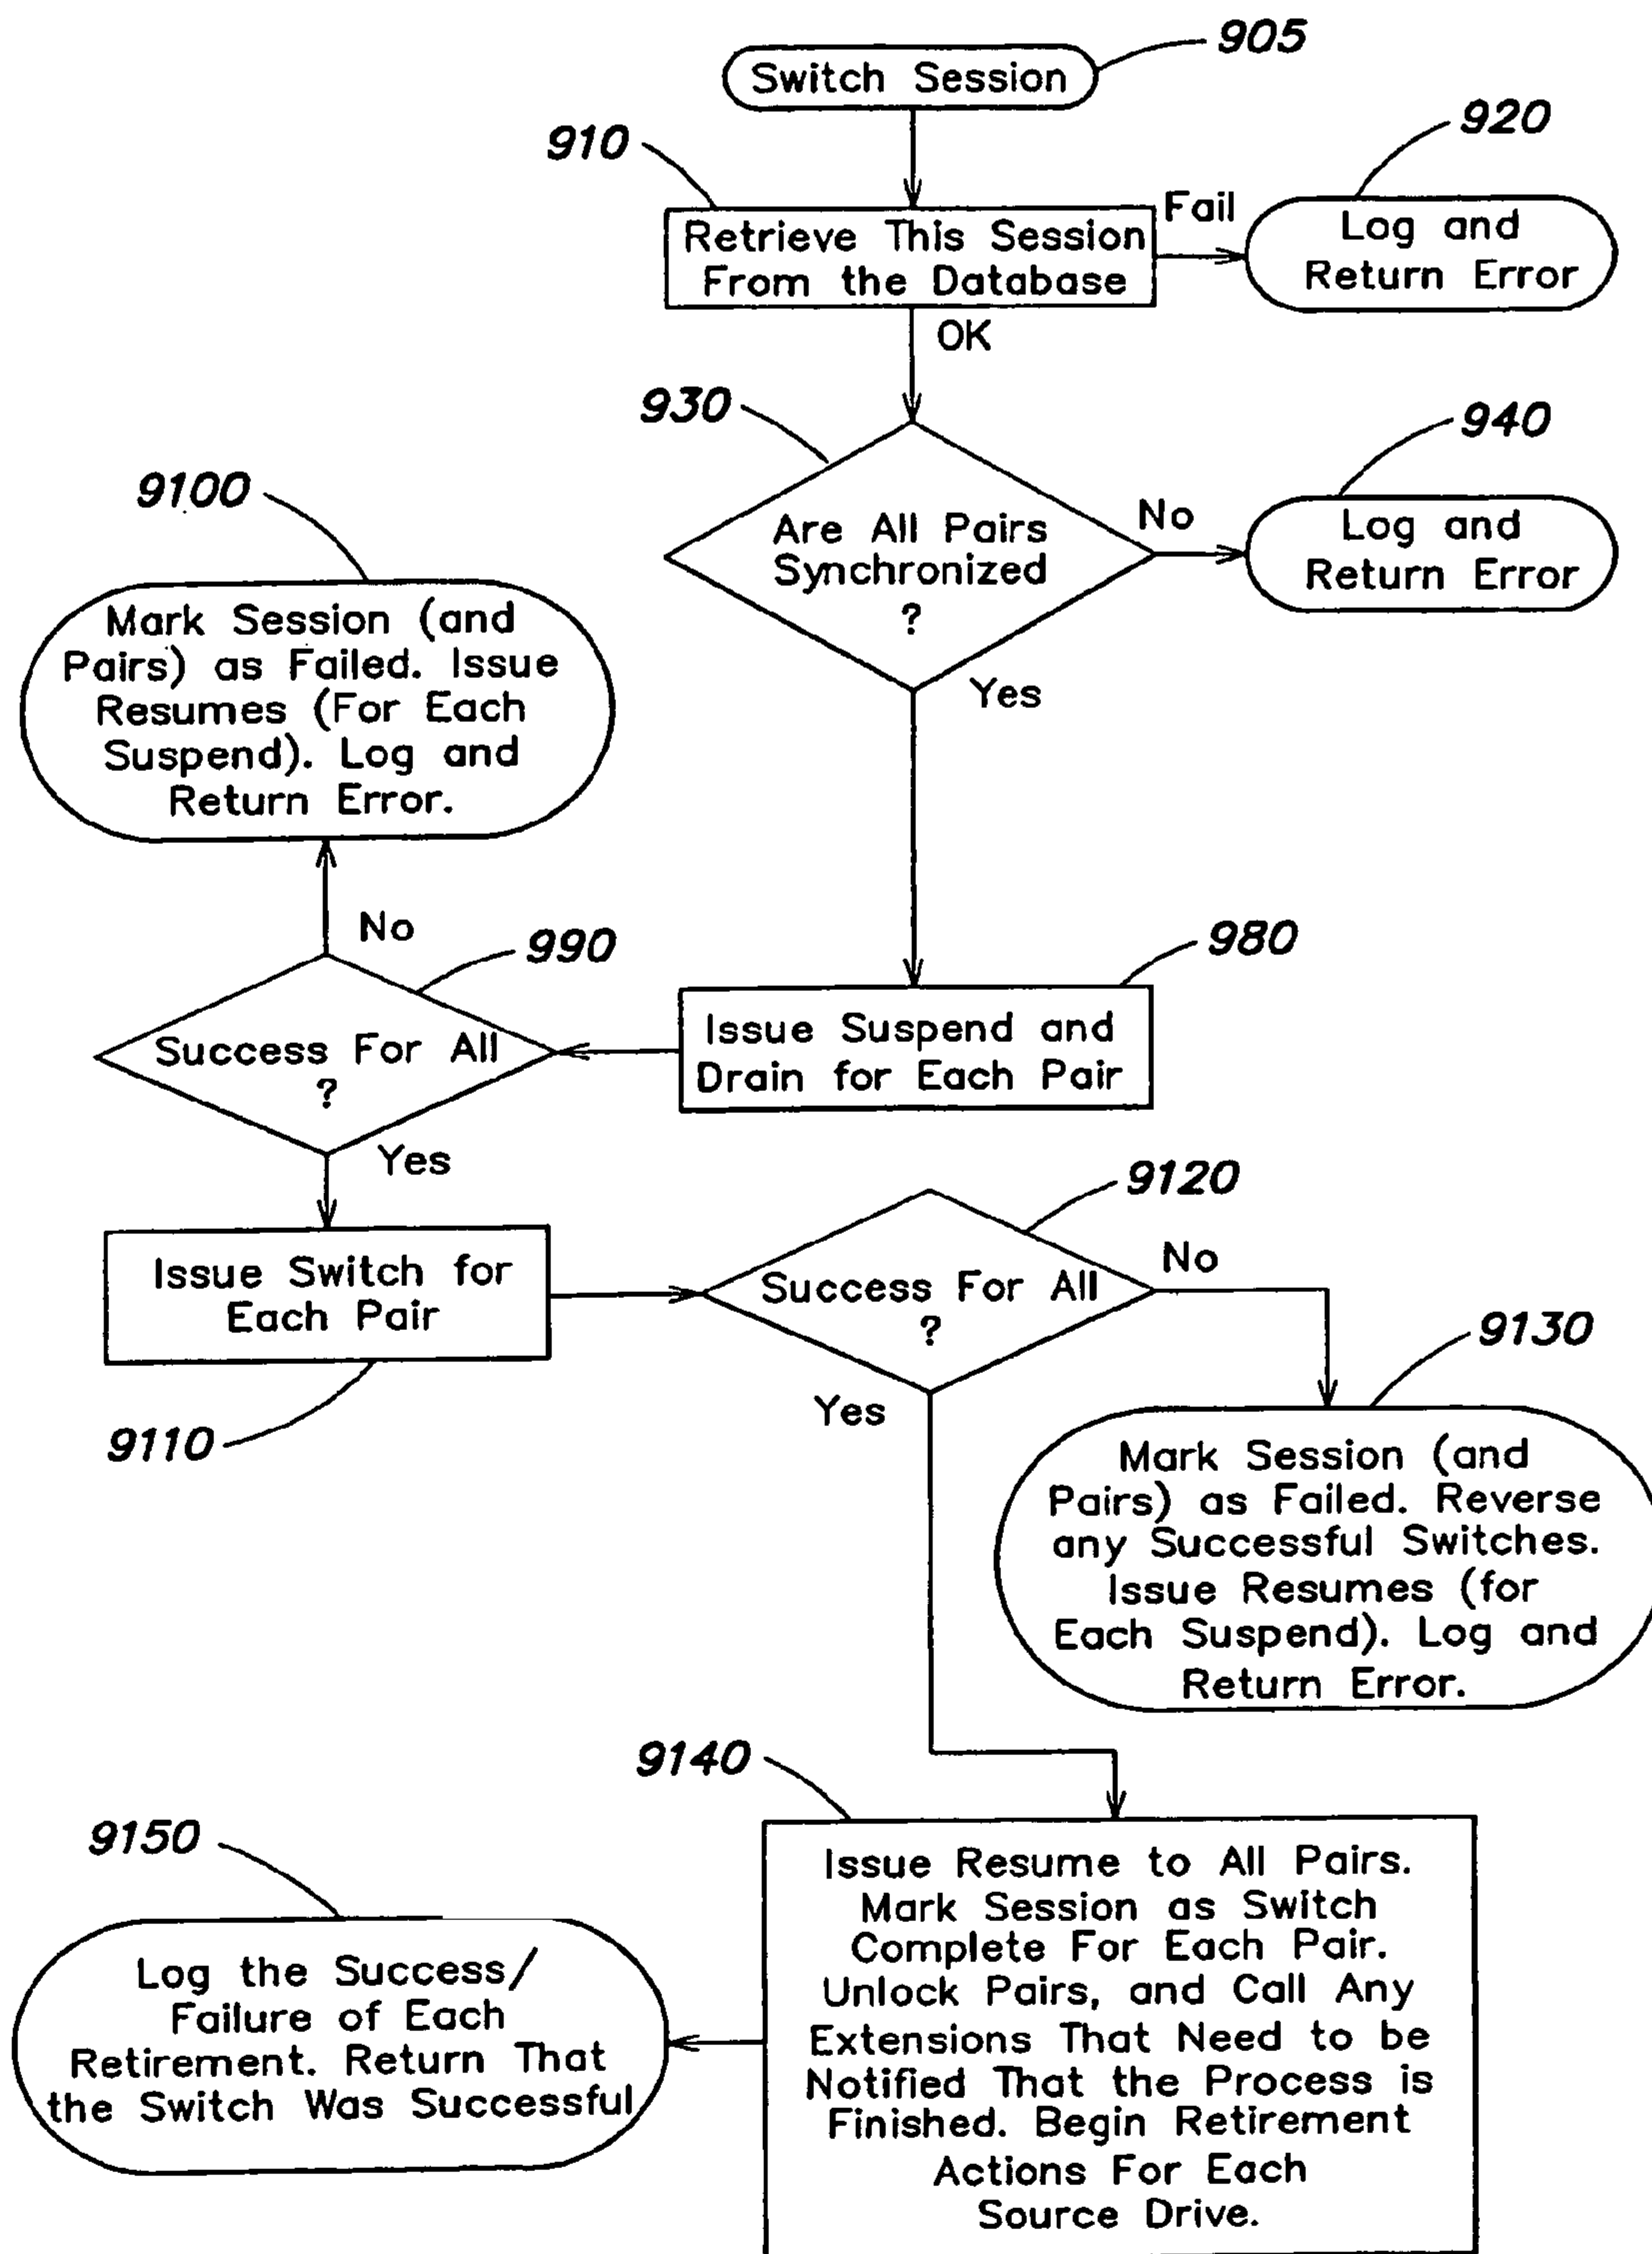 905
Switch Session
910
920
Fail
Retrieve This Session
From the Database
Log and
Return Error
OK
930
940
Are All Pairs
Synchronized
?
No
Log and
Return Error
Yes
9100
Mark Session (and
Pairs) as Failed. Issue
Resumes (For Each
Suspend). Log and
Return Error.
No
990
980
Success For All
?
Issue Suspend and
Drain for Each Pair
Yes
9120
Issue Switch for
Each Pair
Success For All
?
No
9110
Yes
9130
Mark Session (and
Pairs) as Failed. Reverse
any Successful Switches.
Issue Resumes (for
Each Suspend). Log and
Return Error.
9140
Issue Resume to All Pairs.
Mark Session as Switch
Complete For Each Pair.
Unlock Pairs, and Call Any
Extensions That Need to be
Notified That the Process is
Finished. Begin Retirement
Actions For Each
Source Drive.
9150
Log the Success/
Failure of Each
Retirement. Return That
the Switch Was Successful